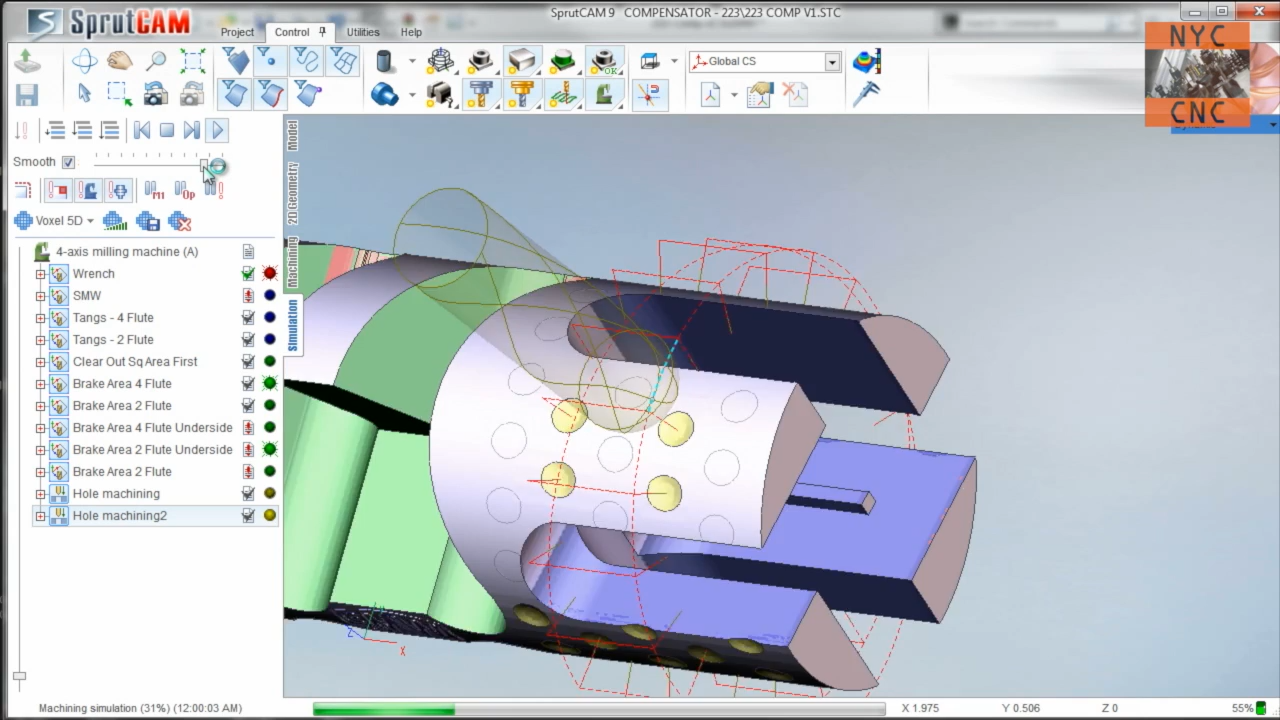 SprutCAM 9 COMPENSATOR - 223\223 COMP V1.STC
SprutCAM
Project Control Utilities Help
NYC
CNC
OK
Global CS
Smooth
M1 Op
Voxel 5D
Model
2D Geometry
Machining
Simulation
4-axis milling machine (A)
Wrench
SMW
Tangs - 4 Flute
Tangs - 2 Flute
Clear Out Sq Area First
Brake Area 4 Flute
Brake Area 2 Flute
Brake Area 4 Flute Underside
Brake Area 2 Flute Underside
Brake Area 2 Flute
Hole machining
Hole machining2
Z
X
Machining simulation (31%) (12:00:03 AM)
X 1.975 Y 0.506 Z 0 55%